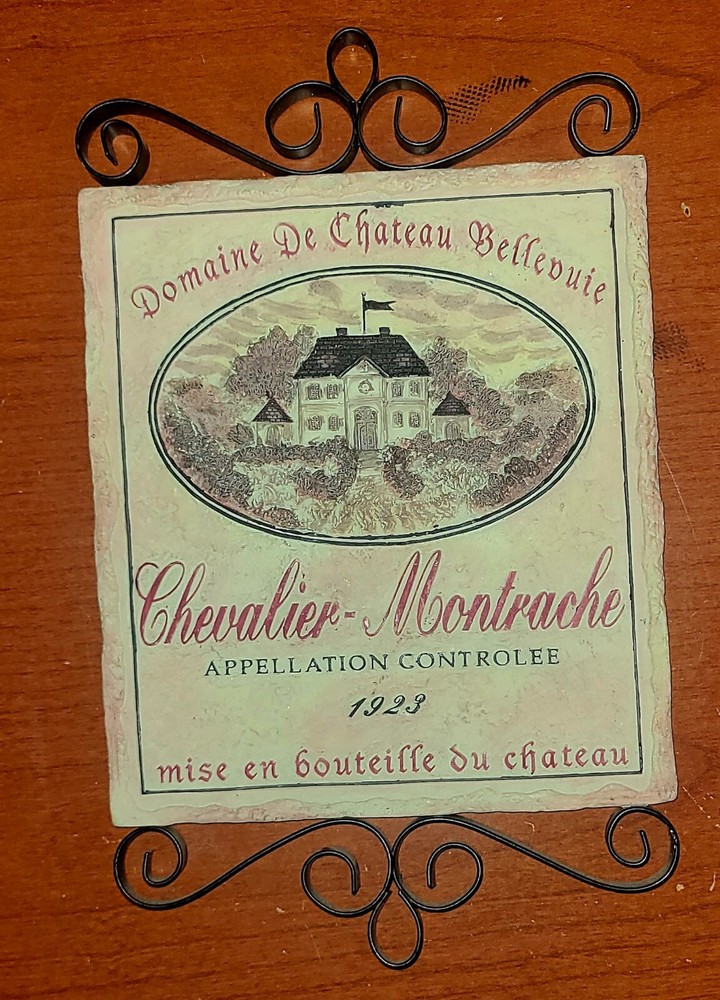 Domaine De Chateau Bellevuie
Chevalier-Montrache
APPELLATION CONTROLEE
1923
mise en bouteille du chateau